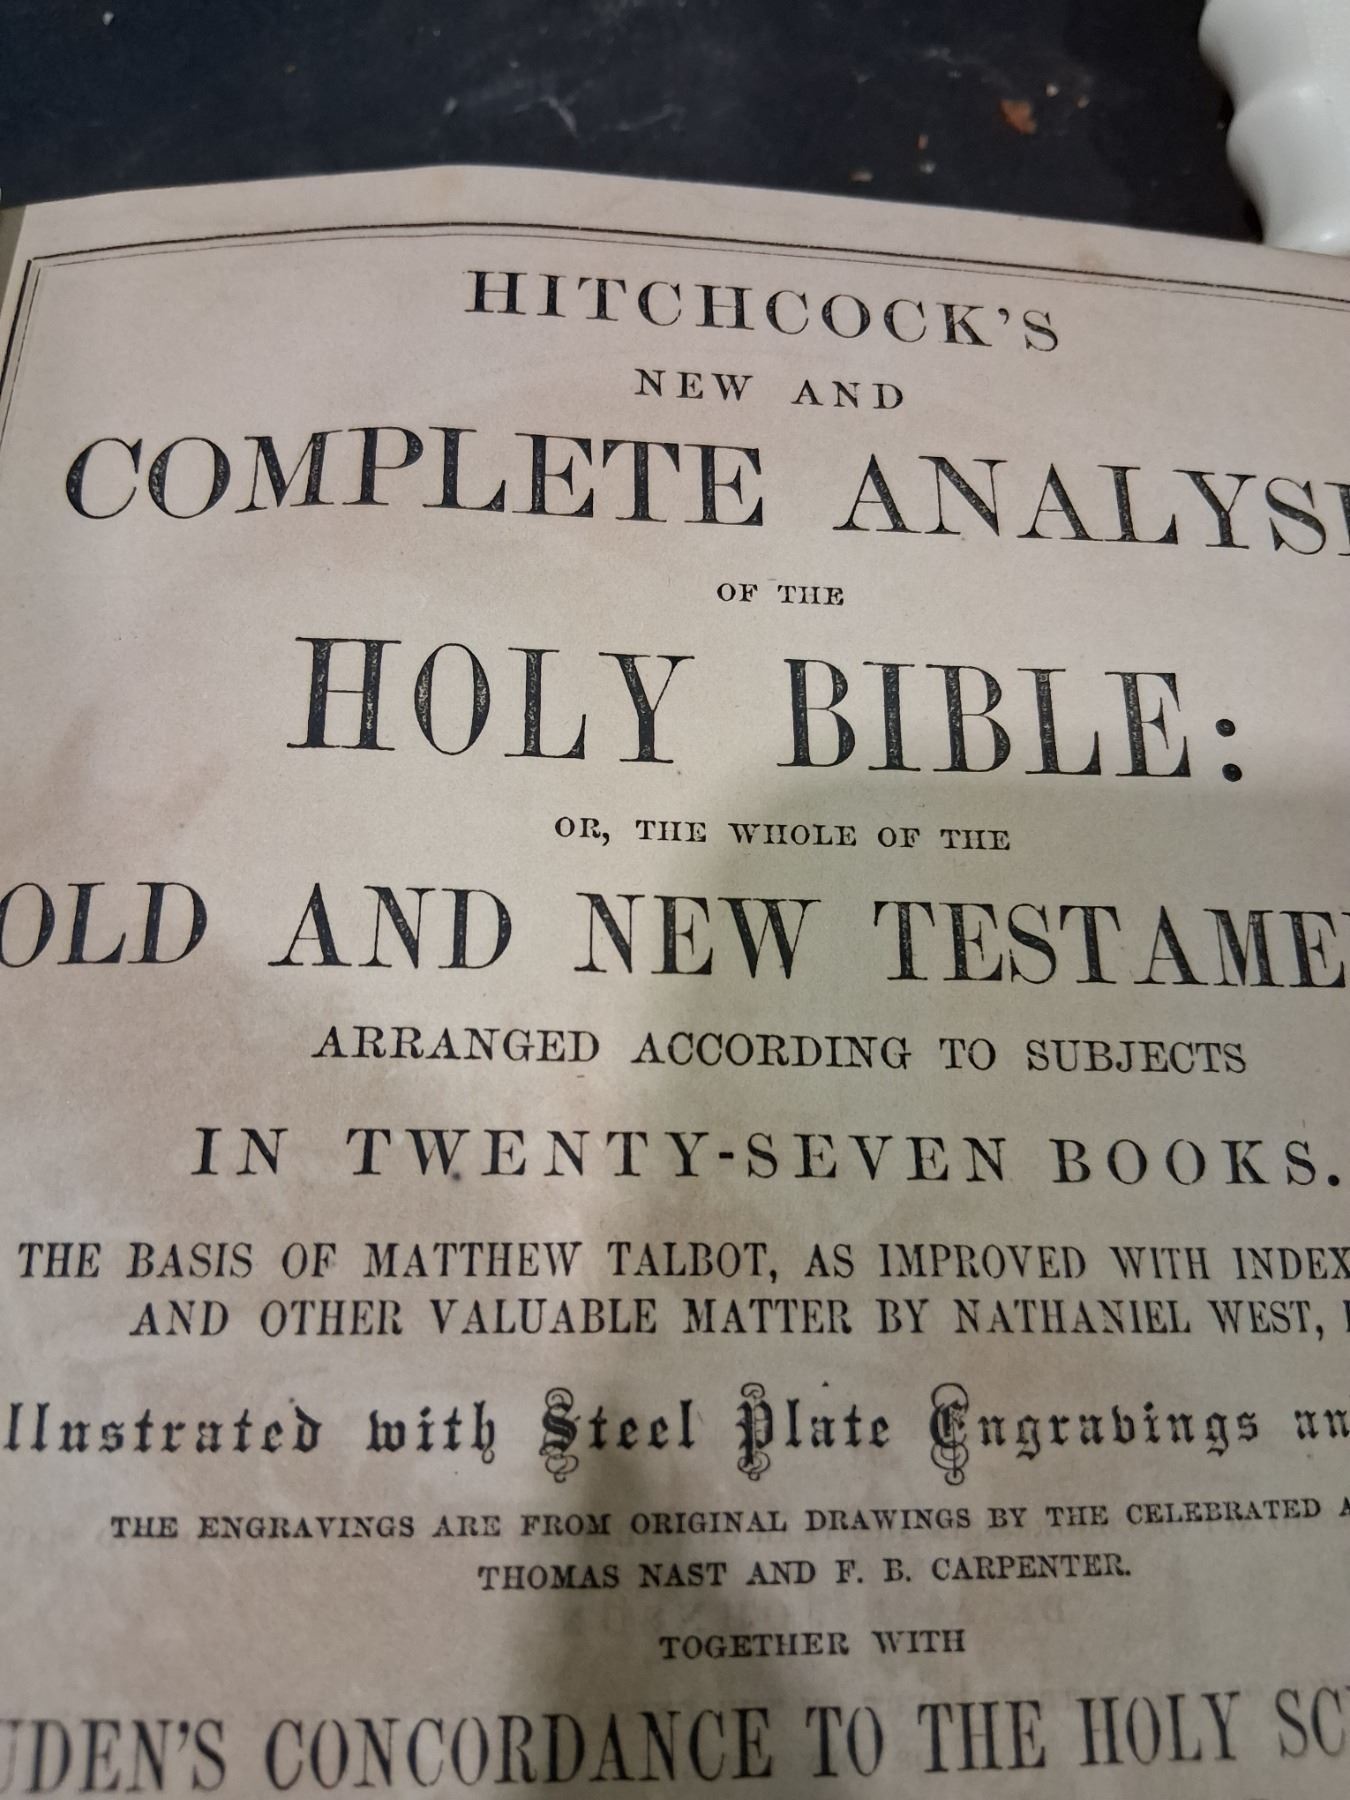 HITCHCOCK'S
NEW AND
COMPLETE ANALYSI
OF THE
HOLY BIBLE:
OR, THE WHOLE OF THE
OLD AND NEW TESTAME
ARRANGED ACCORDING TO SUBJECTS
IN TWENTY-SEVEN BOOKS.
THE BASIS OF MATTHEW TALBOT, AS IMPROVED WITH INDEX
AND OTHER VALUABLE MATTER BY NATHANIEL WEST,
llustrated with Steel Plate Engravings an
THE ENGRAVINGS ARE FROM ORIGINAL DRAWINGS BY THE CELEBRATED A
THOMAS NAST AND F. B. CARPENTER.
TOGETHER WITH
UDEN'S CONCORDANCE TO THE HOLY SC